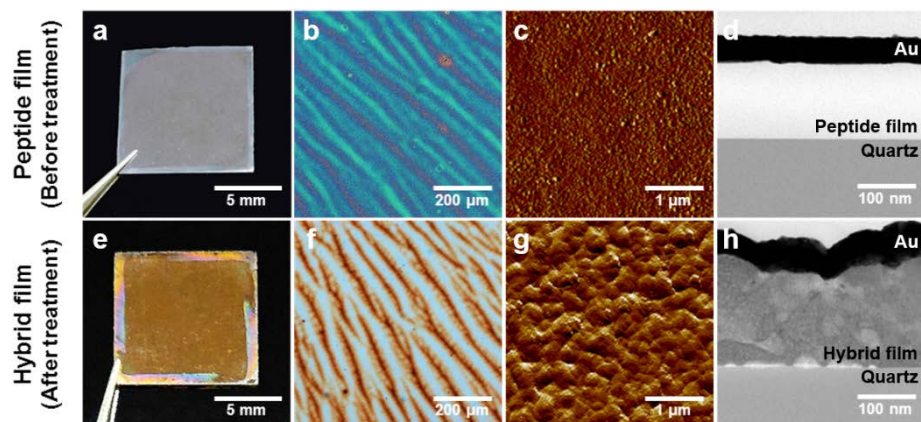 Peptide film
(Before treatment)
a
5 mm
b
200 µm
c
1 µm
d
Au
Peptide film
Quartz
100 nm
Hybrid film
(After treatment)
e
5 mm
f
200 µm
g
1 µm
h
Au
Hybrid film
Quartz
100 nm